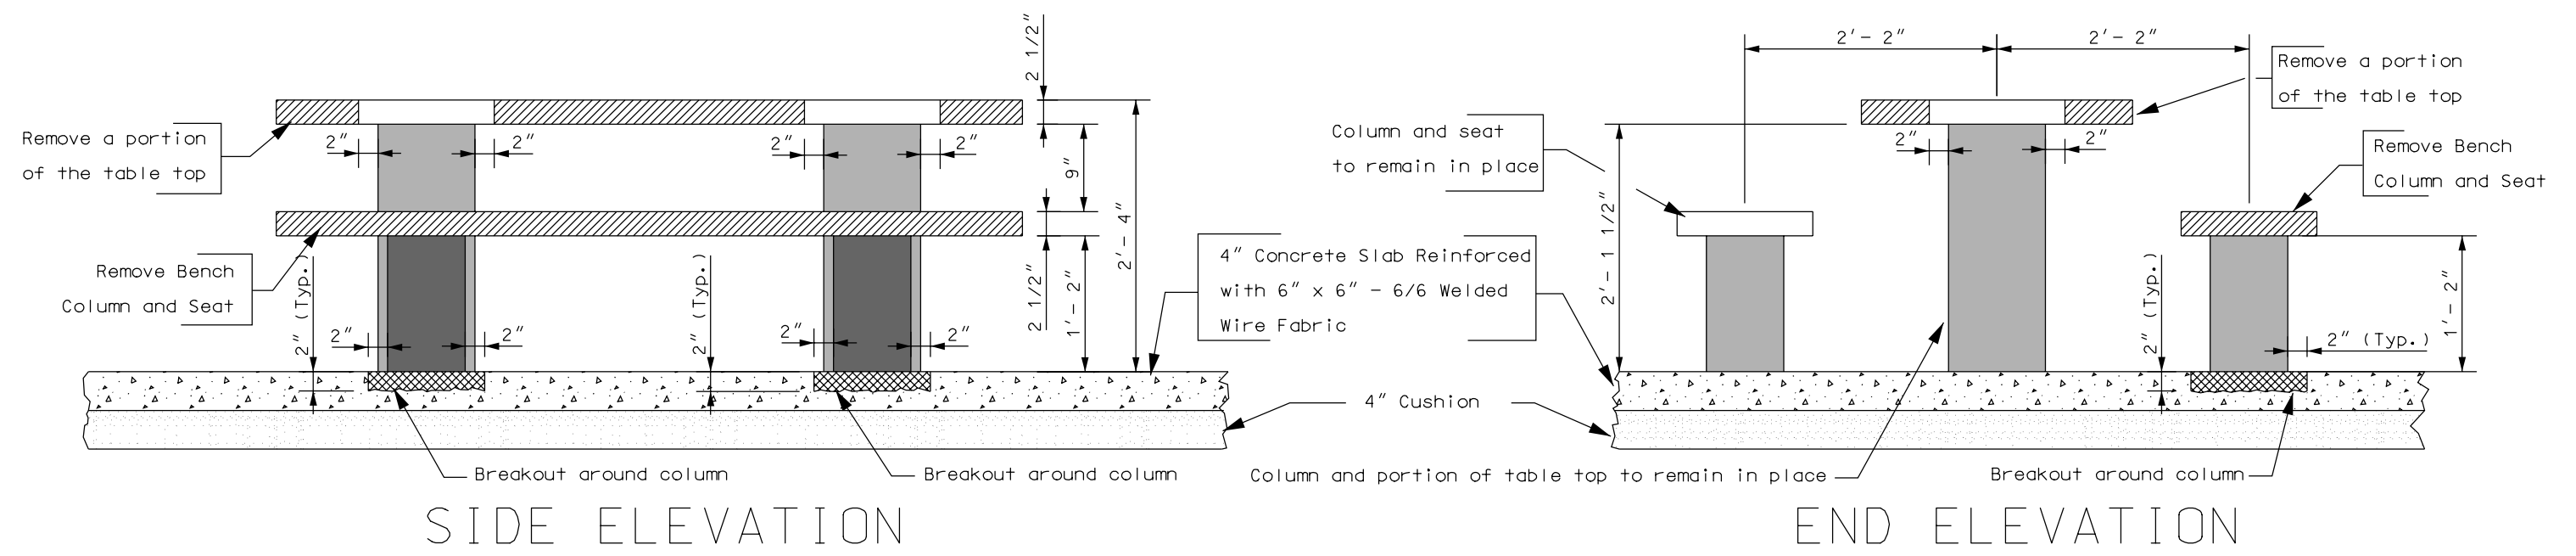 2 1/2"
2'- 2"
2'- 2"
Remove a portion
of the table top
Remove a portion
of the table top
2"
2"
2"
2"
9"
2'- 4"
Column and seat
to remain in place
2"
2"
Remove Bench
Column and Seat
2'- 1 1/2"
Remove Bench
Column and Seat
2" (Typ.)
2"
2"
2" (Typ.)
2"
2"
2 1/2"
1'- 2"
4" Concrete Slab Reinforced
with 6" x 6" - 6/6 Welded
Wire Fabric
2" (Typ.)
2" (Typ.)
1'- 2"
4" Cushion
Breakout around column
Breakout around column
Column and portion of table top to remain in place
Breakout around column
SIDE ELEVATION
END ELEVATION